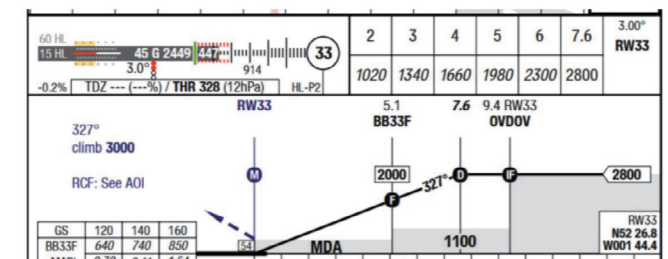 60 HL
15 HL 45 G 2449 447 33
3.0° 914
-0.2% TDZ --- (---%) / THR 328 (12hPa) HL-P2
2 3 4 5 6 7.6 3.00° RW33
1020 1340 1660 1980 2300 2800
RW33 5.1 7.6 9.4 RW33
BB33F OVDOV
327°
climb 3000
M 2000 327° D IF 2800
RCF: See AOI
F
RW33
GS 120 140 160 N52 26.8
BB33F 640 740 850 54 MDA 1100 W001 44.4